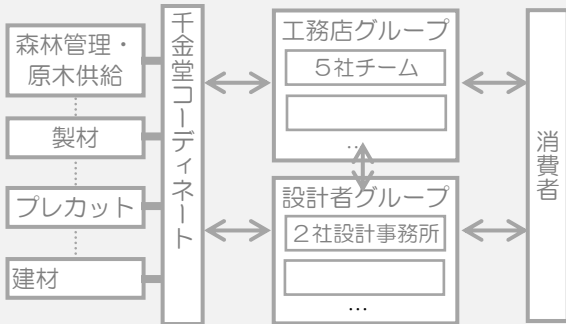 森林管理・
原木供給
製材
プレカット
建材
千金堂コーディネート
工務店グループ
５社チーム
…
設計者グループ
２社設計事務所
…
消費者